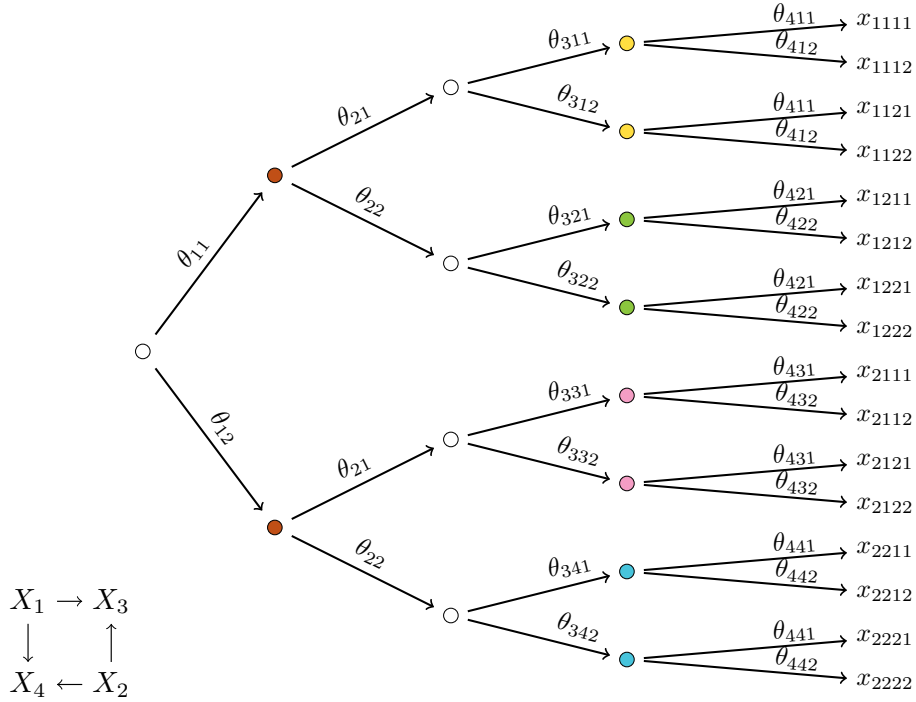 θ₄₁₁ x₁₁₁₁
θ₃₁₁ θ₄₁₂ x₁₁₁₂
θ₂₁ θ₃₁₂ θ₄₁₁ x₁₁₂₁
θ₄₁₂ x₁₁₂₂
θ₁₁ θ₂₂ θ₃₂₁ θ₄₂₁ x₁₂₁₁
θ₄₂₂ x₁₂₁₂
θ₃₂₂ θ₄₂₁ x₁₂₂₁
θ₄₂₂ x₁₂₂₂
θ₁₂ θ₃₃₁ θ₄₃₁ x₂₁₁₁
θ₄₃₂ x₂₁₁₂
θ₂₁ θ₃₃₂ θ₄₃₁ x₂₁₂₁
θ₄₃₂ x₂₁₂₂
θ₂₂ θ₃₄₁ θ₄₄₁ x₂₂₁₁
θ₄₄₂ x₂₂₁₂
θ₃₄₂ θ₄₄₁ x₂₂₂₁
θ₄₄₂ x₂₂₂₂
X₁ → X₃
X₄ ← X₂